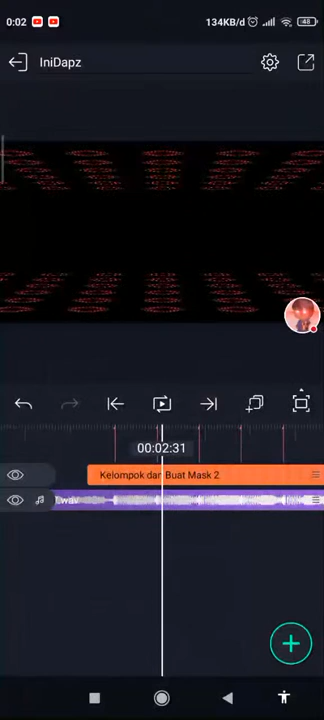 0:02
134KB/d
48
IniDapz
00:02:31
Kelompok dan Buat Mask 2
1.wav